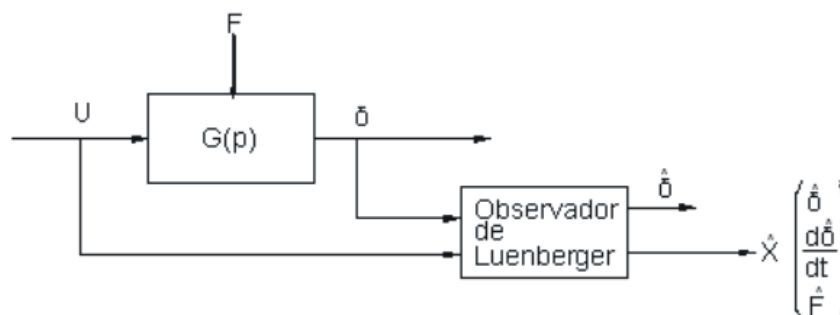 F
U
G(p)
δ
Observador
de
Luenberger
δ̂
X̂
δ̂
dδ̂
dt
F̂